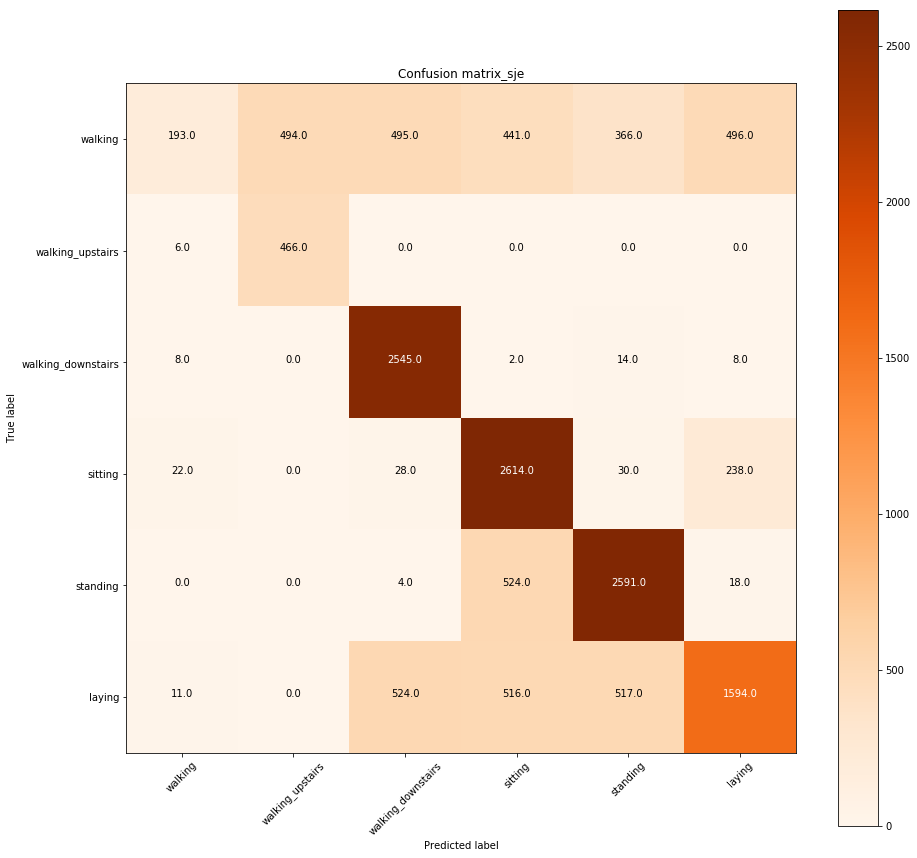 Confusion matrix_sje
walking 193.0 494.0 495.0 441.0 366.0 496.0
walking_upstairs 6.0 466.0 0.0 0.0 0.0 0.0
walking_downstairs 8.0 0.0 2545.0 2.0 14.0 8.0
sitting 22.0 0.0 28.0 2614.0 30.0 238.0
standing 0.0 0.0 4.0 524.0 2591.0 18.0
laying 11.0 0.0 524.0 516.0 517.0 1594.0
True label
walking walking_upstairs walking_downstairs sitting standing laying
Predicted label
2500
2000
1500
1000
500
0